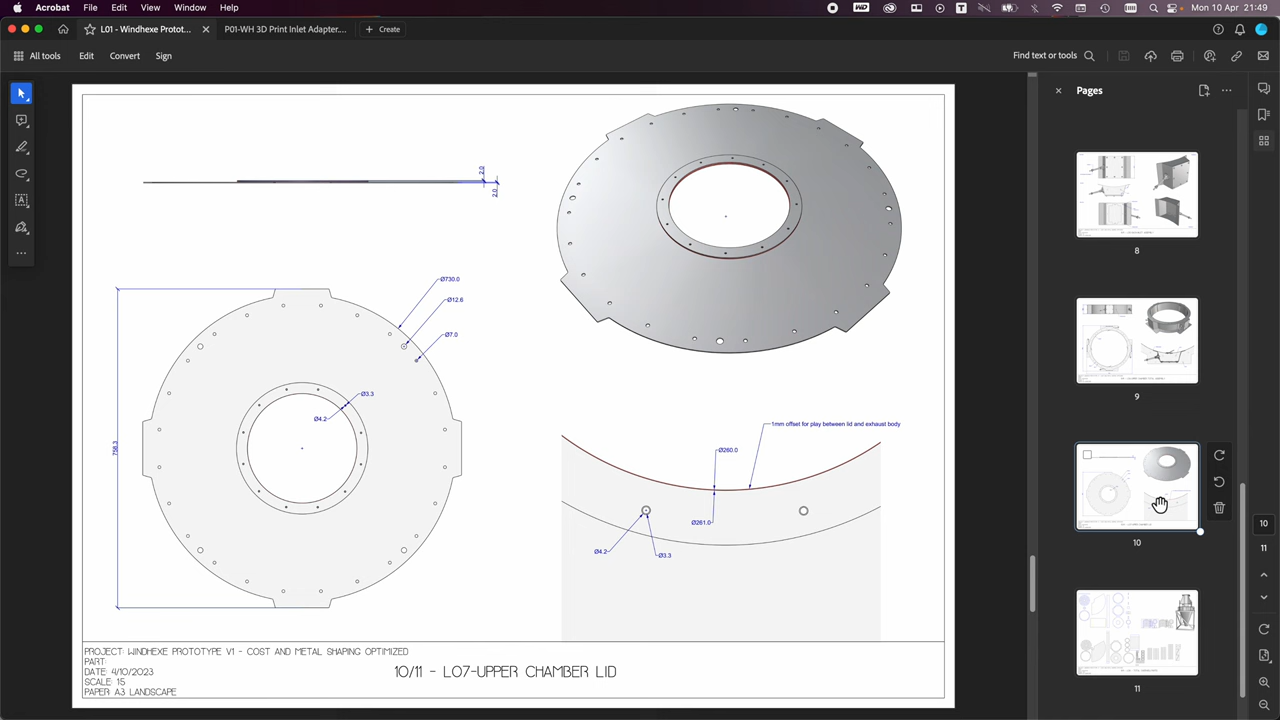 Acrobat File Edit View Window Help Mon 10 Apr 21:49
L01 - Windhexe Protot... P01-WH 3D Print Inlet Adapter.... Create
All tools Edit Convert Sign Find text or tools
Pages
2.0
2.0
Ø730.0
Ø12.6
Ø7.0
Ø3.3
Ø4.2
758.3
1mm offset for play between lid and exhaust body
Ø260.0
Ø261.0
Ø4.2
Ø3.3
8
9
10
11
10
11
PROJECT: WINDHEXE PROTOTYPE V1 - COST AND METAL SHAPING OPTIMIZED
PART:
DATE: 4/10/2023
SCALE: 1:5
PAPER: A3 LANDSCAPE
10/11 - L07-UPPER CHAMBER LID